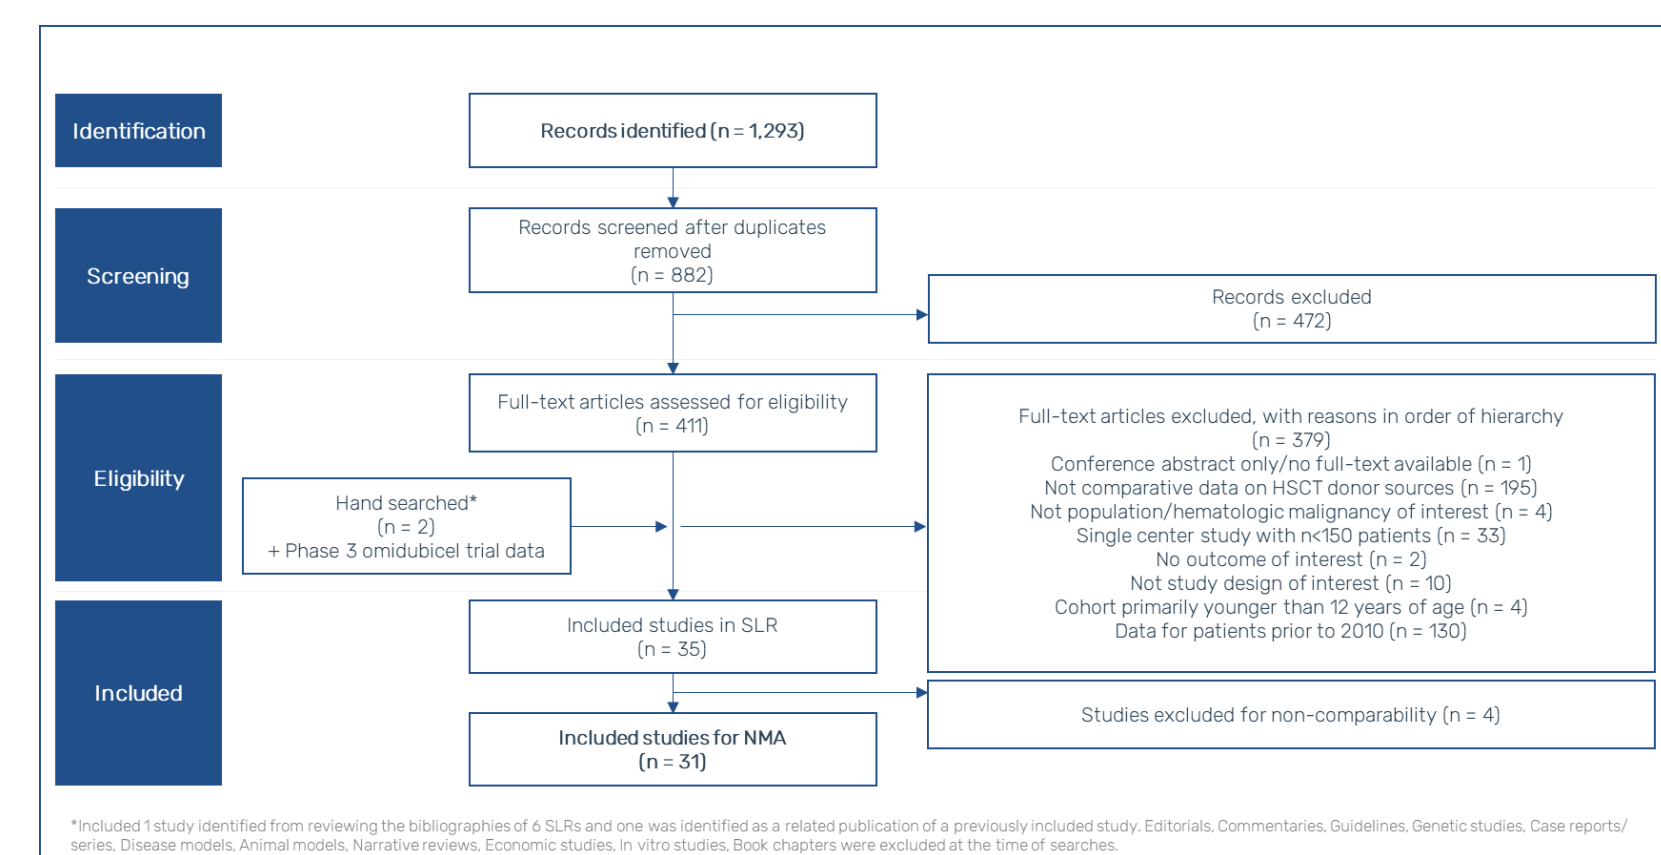 Identification
Records identified (n = 1,293)
Screening
Records screened after duplicates
removed
(n = 882)
Records excluded
(n = 472)
Eligibility
Full-text articles assessed for eligibility
(n = 411)
Hand searched*
(n = 2)
+ Phase 3 omidubicel trial data
Full-text articles excluded, with reasons in order of hierarchy
(n = 379)
Conference abstract only/no full-text available (n = 1)
Not comparative data on HSCT donor sources (n = 195)
Not population/hematologic malignancy of interest (n = 4)
Single center study with n<150 patients (n = 33)
No outcome of interest (n = 2)
Not study design of interest (n = 10)
Cohort primarily younger than 12 years of age (n = 4)
Data for patients prior to 2010 (n = 130)
Included
Included studies in SLR
(n = 35)
Studies excluded for non-comparability (n = 4)
Included studies for NMA
(n = 31)
*Included 1 study identified from reviewing the bibliographies of 6 SLRs and one was identified as a related publication of a previously included study. Editorials, Commentaries, Guidelines, Genetic studies, Case reports/
series, Disease models, Animal models, Narrative reviews, Economic studies, In vitro studies, Book chapters were excluded at the time of searches.